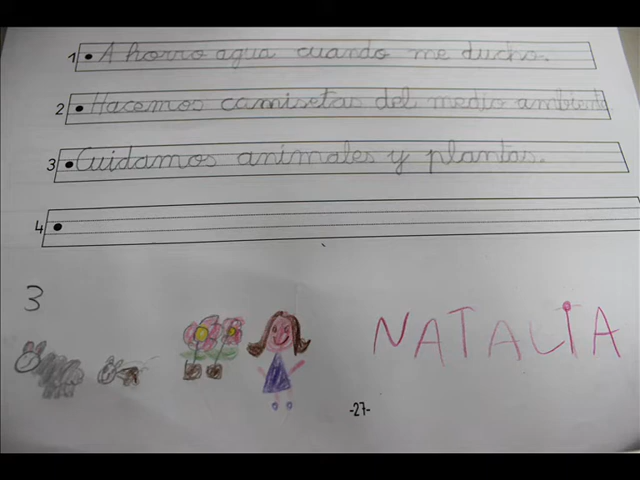 1 • Ahorro agua cuando me ducho.
2 • Hacemos camisetas del medio ambiente
3 • Cuidamos animales y plantas.
4 •
3
NATALIA
-27-